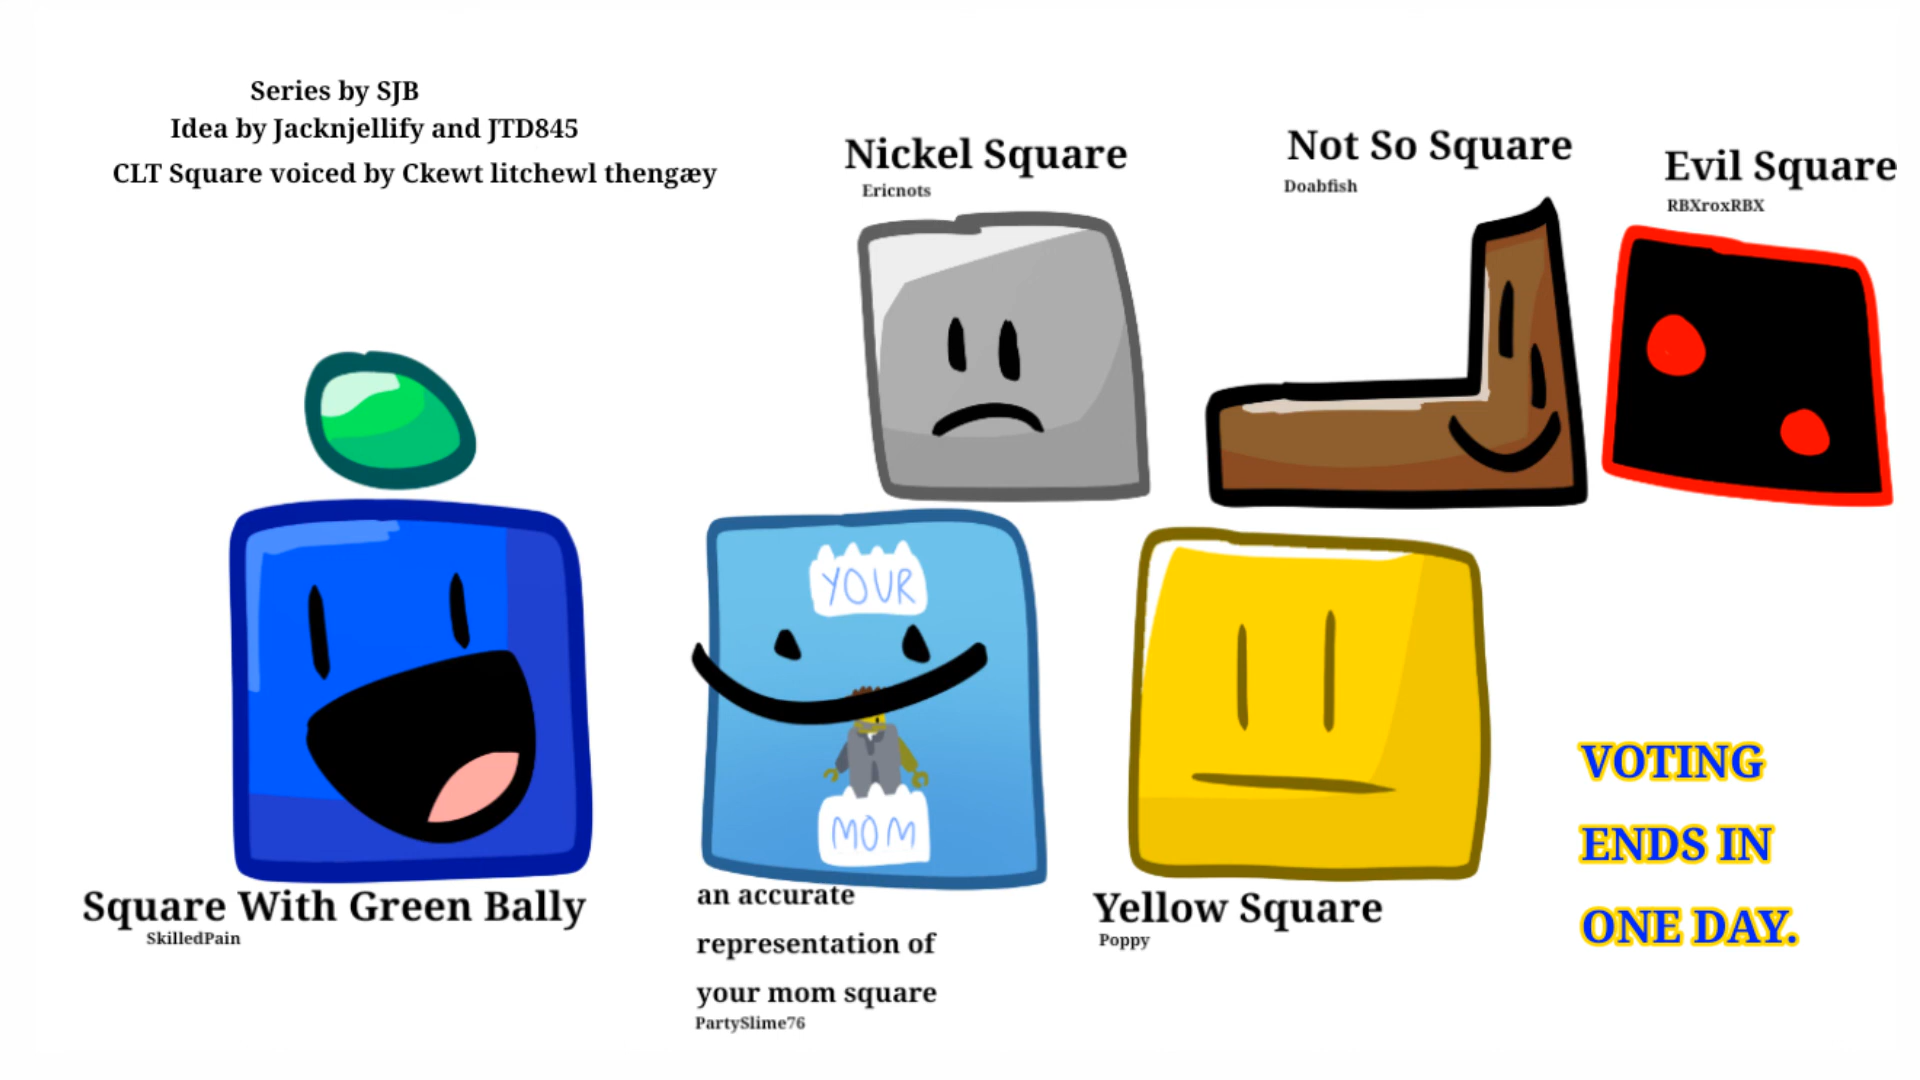 Series by SJB
Idea by Jacknjellify and JTD845
CLT Square voiced by Ckewt litchewl thengæy
Nickel Square
Ericnots
Not So Square
Doabfish
Evil Square
RBXroxRBX
YOUR
MOM
Square With Green Bally
SkilledPain
an accurate
representation of
your mom square
PartySlime76
Yellow Square
Poppy
VOTING
ENDS IN
ONE DAY.